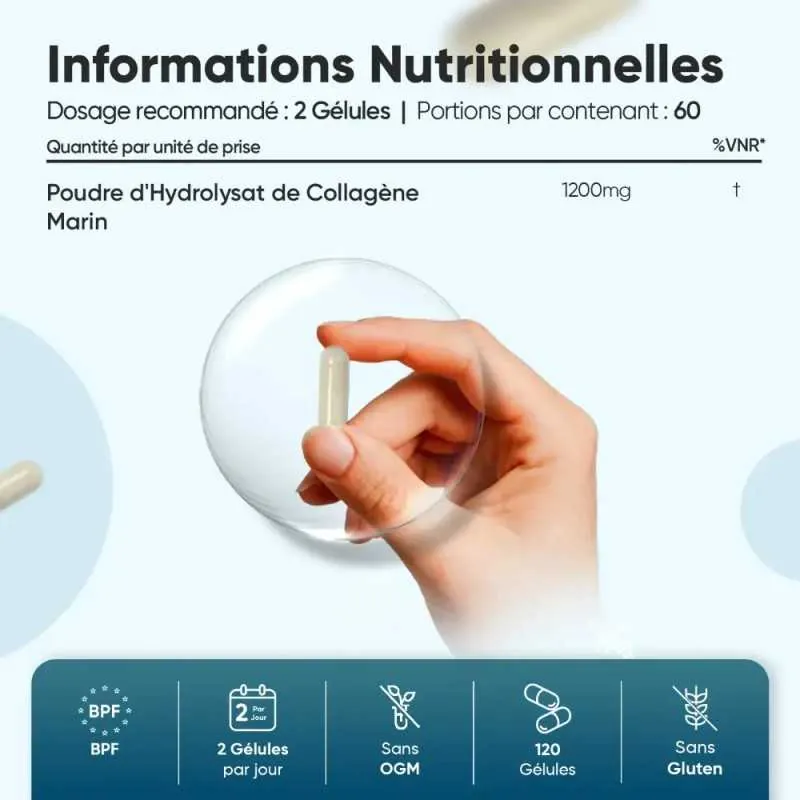 Informations Nutritionnelles
Dosage recommandé : 2 Gélules | Portions par contenant : 60
Quantité par unité de prise %VNR*
Poudre d'Hydrolysat de Collagène 1200mg †
Marin
BPF
BPF
2 Par
Jour
2 Gélules
par jour
Sans
OGM
120
Gélules
Sans
Gluten